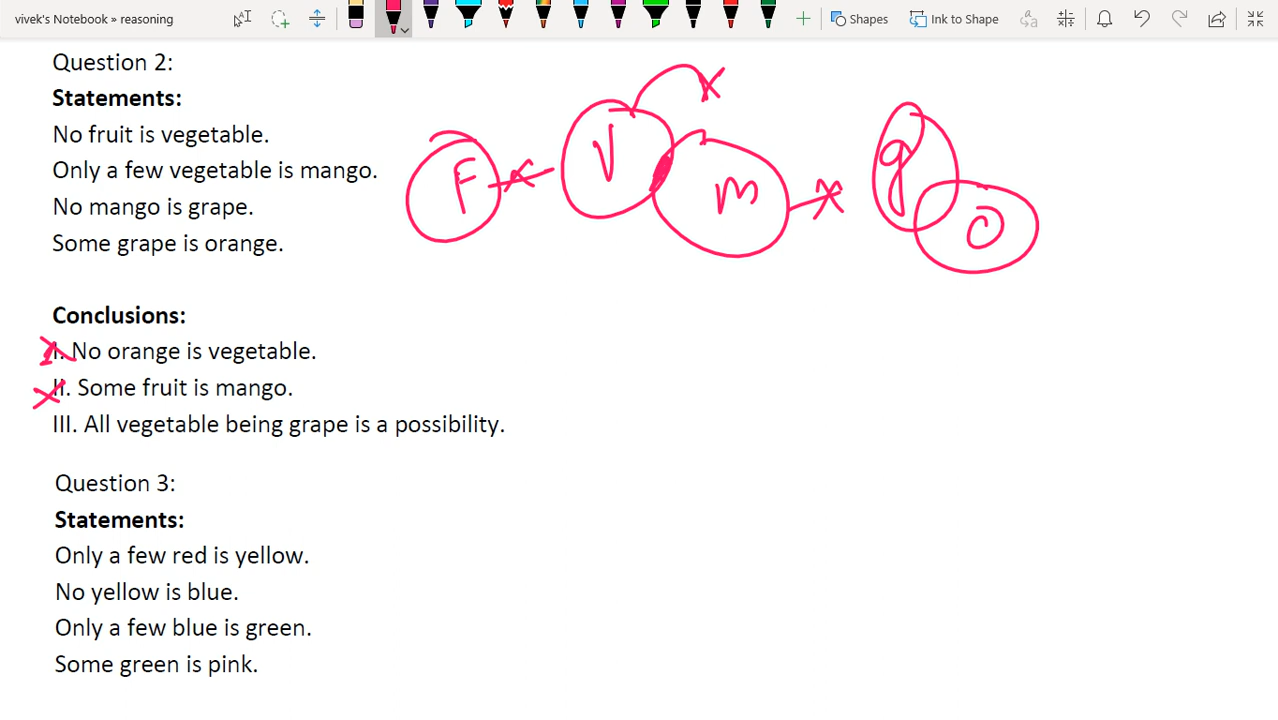 vivek's Notebook » reasoning
Shapes
Ink to Shape
Question 2:
Statements:
No fruit is vegetable.
Only a few vegetable is mango.
No mango is grape.
Some grape is orange.
F V m g O
Conclusions:
I. No orange is vegetable.
II. Some fruit is mango.
III. All vegetable being grape is a possibility.
Question 3:
Statements:
Only a few red is yellow.
No yellow is blue.
Only a few blue is green.
Some green is pink.